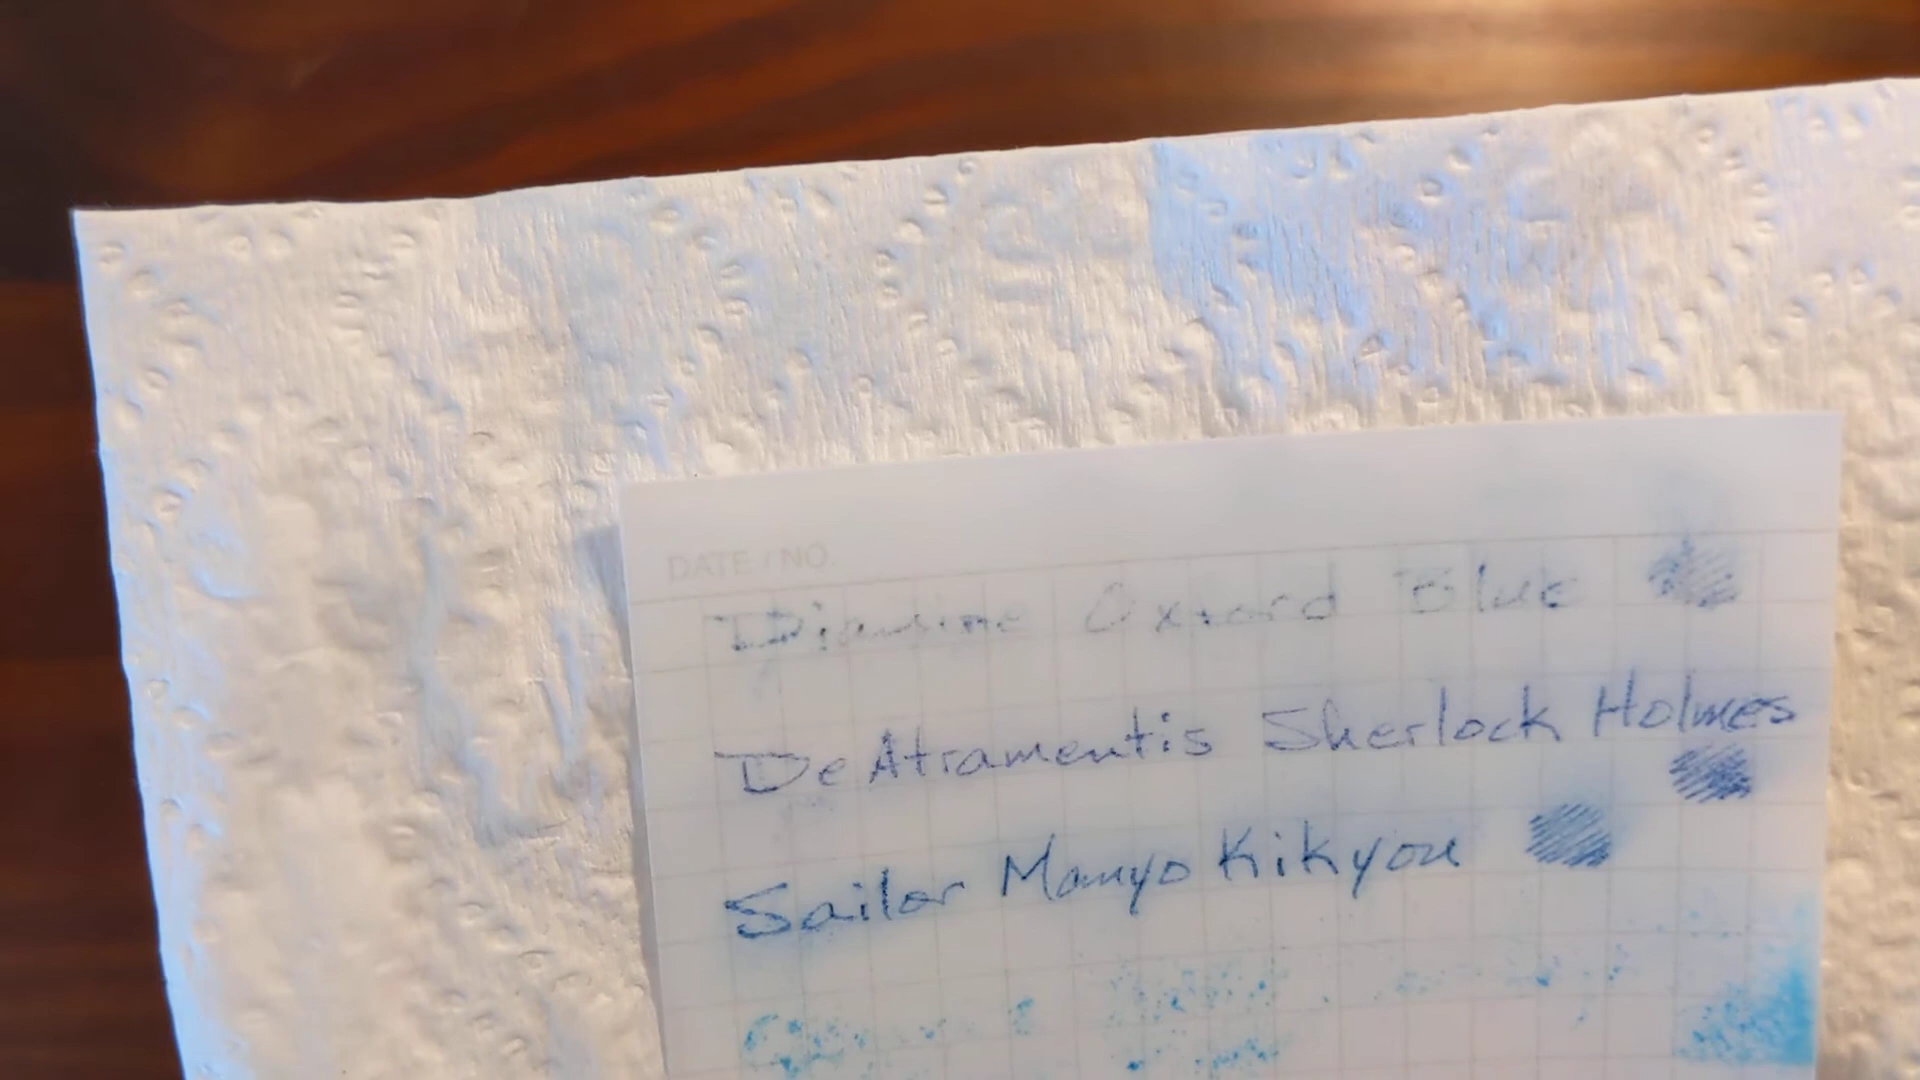 DATE / NO.
Diamine Oxford Blue
De Atramentis Sherlock Holmes
Sailor Manyo Kikyou